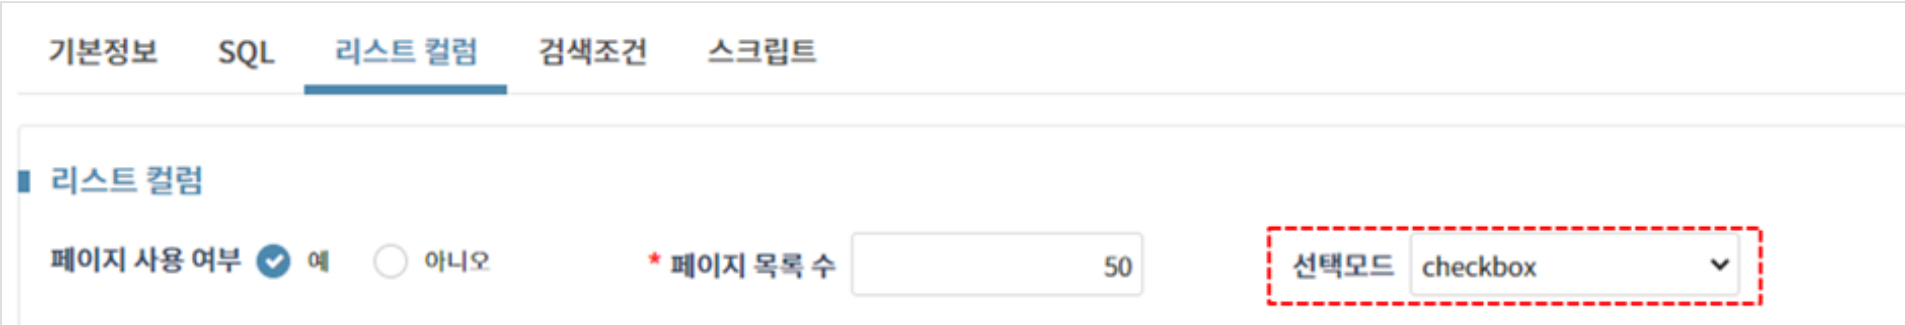 기본정보 SQL 리스트 컬럼 검색조건 스크립트
리스트 컬럼
페이지 사용 여부 예 아니오 * 페이지 목록 수 50 선택모드 checkbox